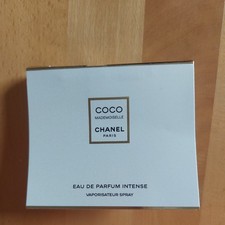 COCO
MADEMOISELLE
CHANEL
PARIS
EAU DE PARFUM INTENSE
VAPORISATEUR SPRAY